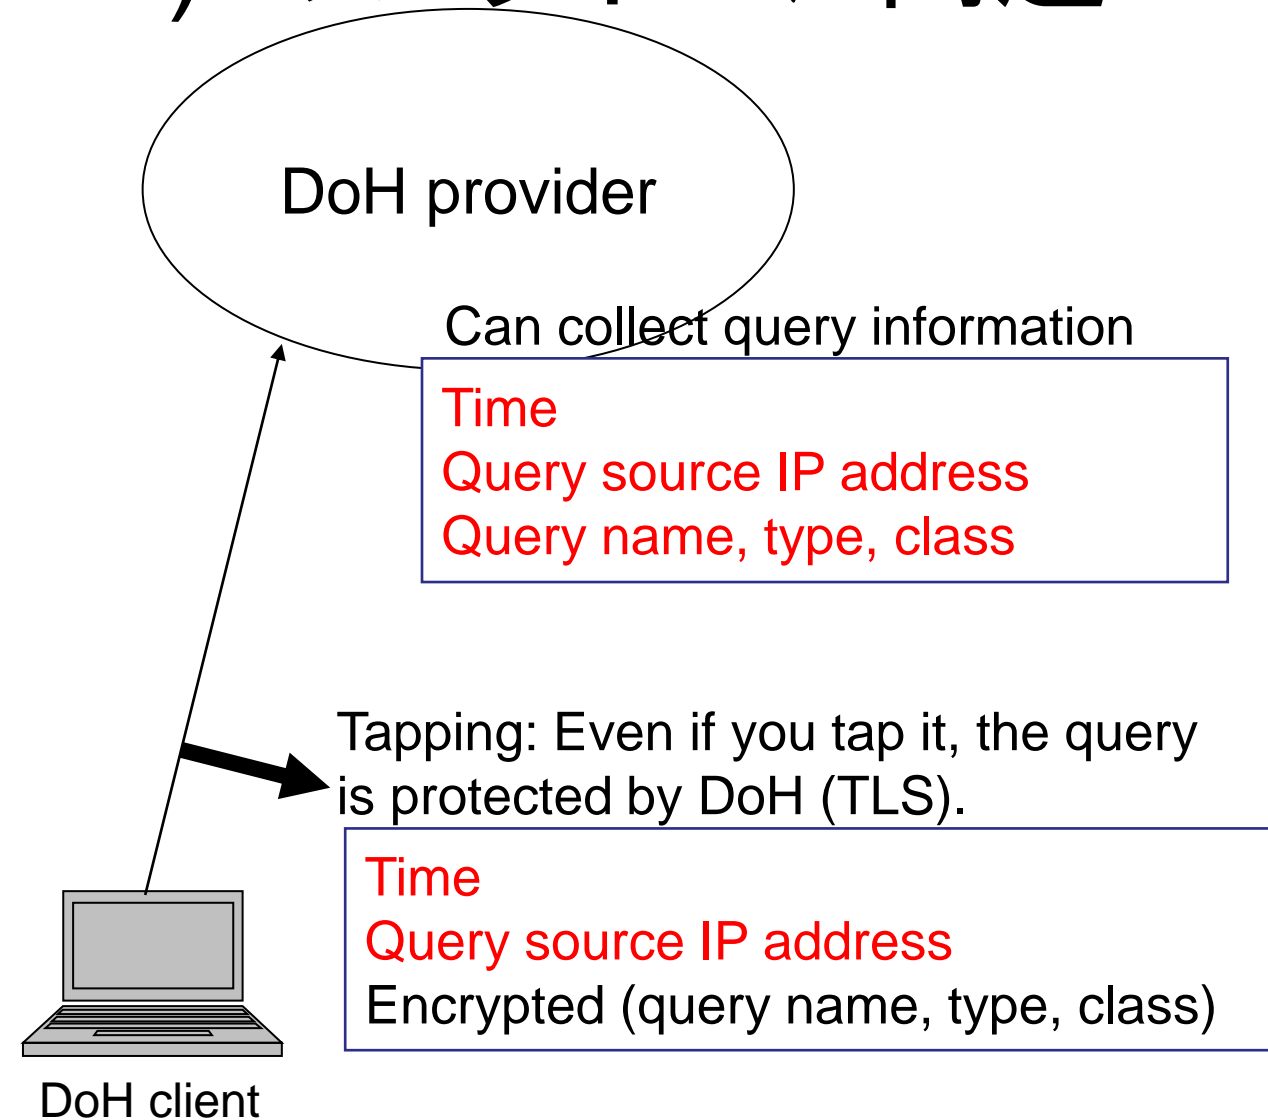 DoH provider
Can collect query information
Time
Query source IP address
Query name, type, class
Tapping: Even if you tap it, the query
is protected by DoH (TLS).
Time
Query source IP address
Encrypted (query name, type, class)
DoH client